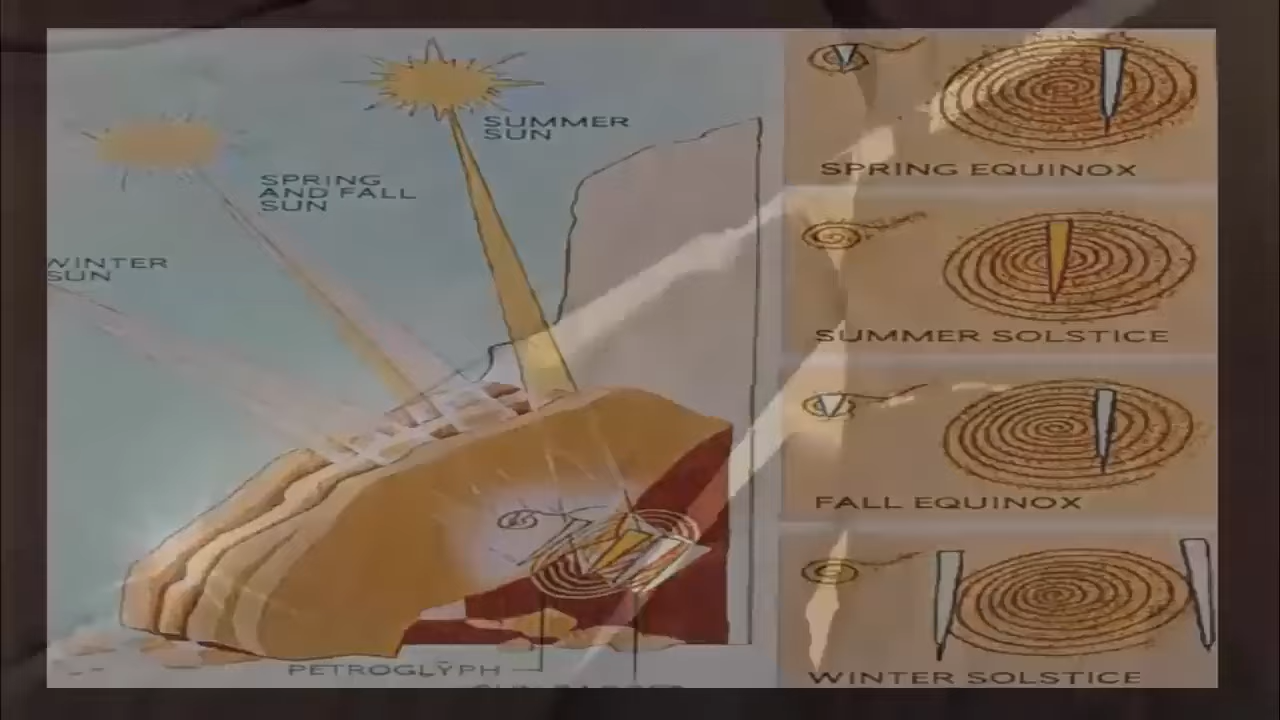 SUMMER
SUN
SPRING
AND FALL
SUN
WINTER
SUN
PETROGLYPH
SPRING EQUINOX
SUMMER SOLSTICE
FALL EQUINOX
WINTER SOLSTICE